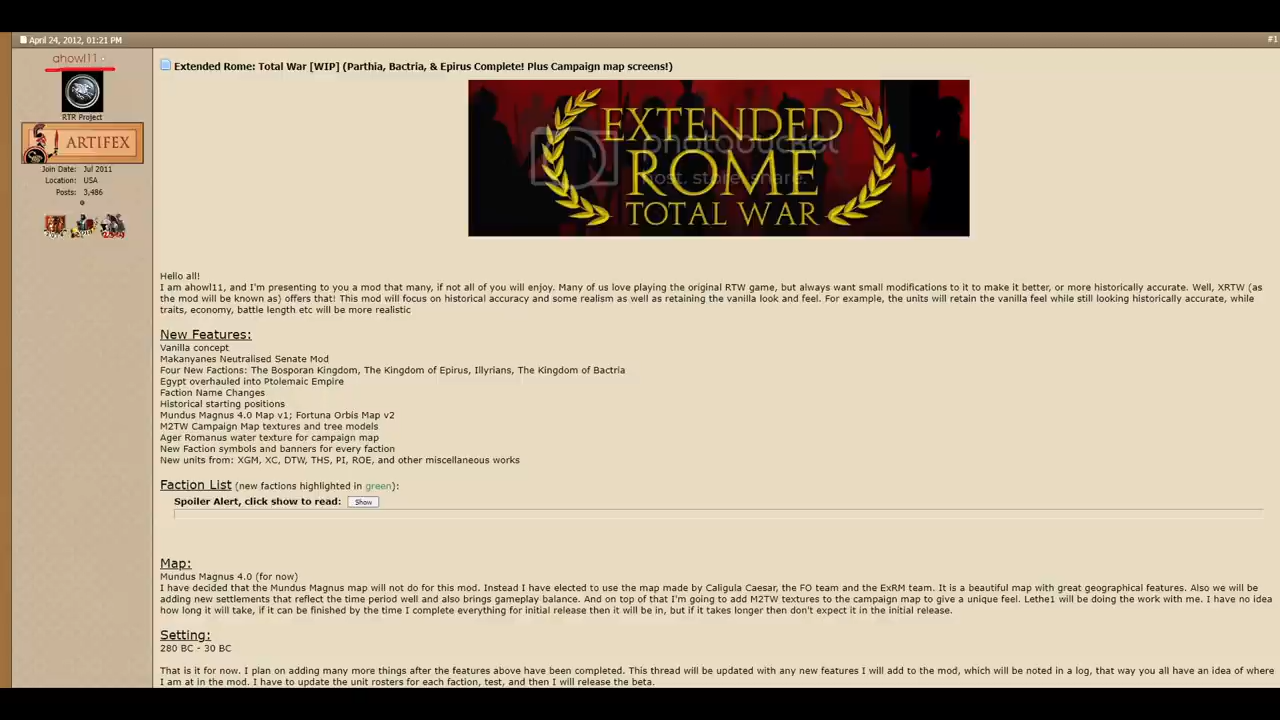 April 24, 2012, 01:21 PM
#1
ahowl11
Extended Rome: Total War [WIP] (Parthia, Bactria, & Epirus Complete! Plus Campaign map screens!)
RTR Project
ARTIFEX
Join Date: Jul 2011
Location: USA
Posts: 3,486
EXTENDED
photobucket
ROME
host. store. share.
TOTAL WAR
Hello all!
I am ahowl11, and I'm presenting to you a mod that many, if not all of you will enjoy. Many of us love playing the original RTW game, but always want small modifications to it to make it better, or more historically accurate. Well, XRTW (as
the mod will be known as) offers that! This mod will focus on historical accuracy and some realism as well as retaining the vanilla look and feel. For example, the units will retain the vanilla feel while still looking historically accurate, while
traits, economy, battle length etc will be more realistic
New Features:
Vanilla concept
Makanyanes Neutralised Senate Mod
Four New Factions: The Bosporan Kingdom, The Kingdom of Epirus, Illyrians, The Kingdom of Bactria
Egypt overhauled into Ptolemaic Empire
Faction Name Changes
Historical starting positions
Mundus Magnus 4.0 Map v1; Fortuna Orbis Map v2
M2TW Campaign Map textures and tree models
Ager Romanus water texture for campaign map
New Faction symbols and banners for every faction
New units from: XGM, XC, DTW, THS, PI, ROE, and other miscellaneous works
Faction List (new factions highlighted in green):
Spoiler Alert, click show to read: Show
Map:
Mundus Magnus 4.0 (for now)
I have decided that the Mundus Magnus map will not do for this mod. Instead I have elected to use the map made by Caligula Caesar, the FO team and the ExRM team. It is a beautiful map with great geographical features. Also we will be
adding new settlements that reflect the time period well and also brings gameplay balance. And on top of that I'm going to add M2TW textures to the campaign map to give a unique feel. Lethe1 will be doing the work with me. I have no idea
how long it will take, if it can be finished by the time I complete everything for initial release then it will be in, but if it takes longer then don't expect it in the initial release.
Setting:
280 BC - 30 BC
That is it for now. I plan on adding many more things after the features above have been completed. This thread will be updated with any new features I will add to the mod, which will be noted in a log, that way you all have an idea of where
I am at in the mod. I have to update the unit rosters for each faction, test, and then I will release the beta.